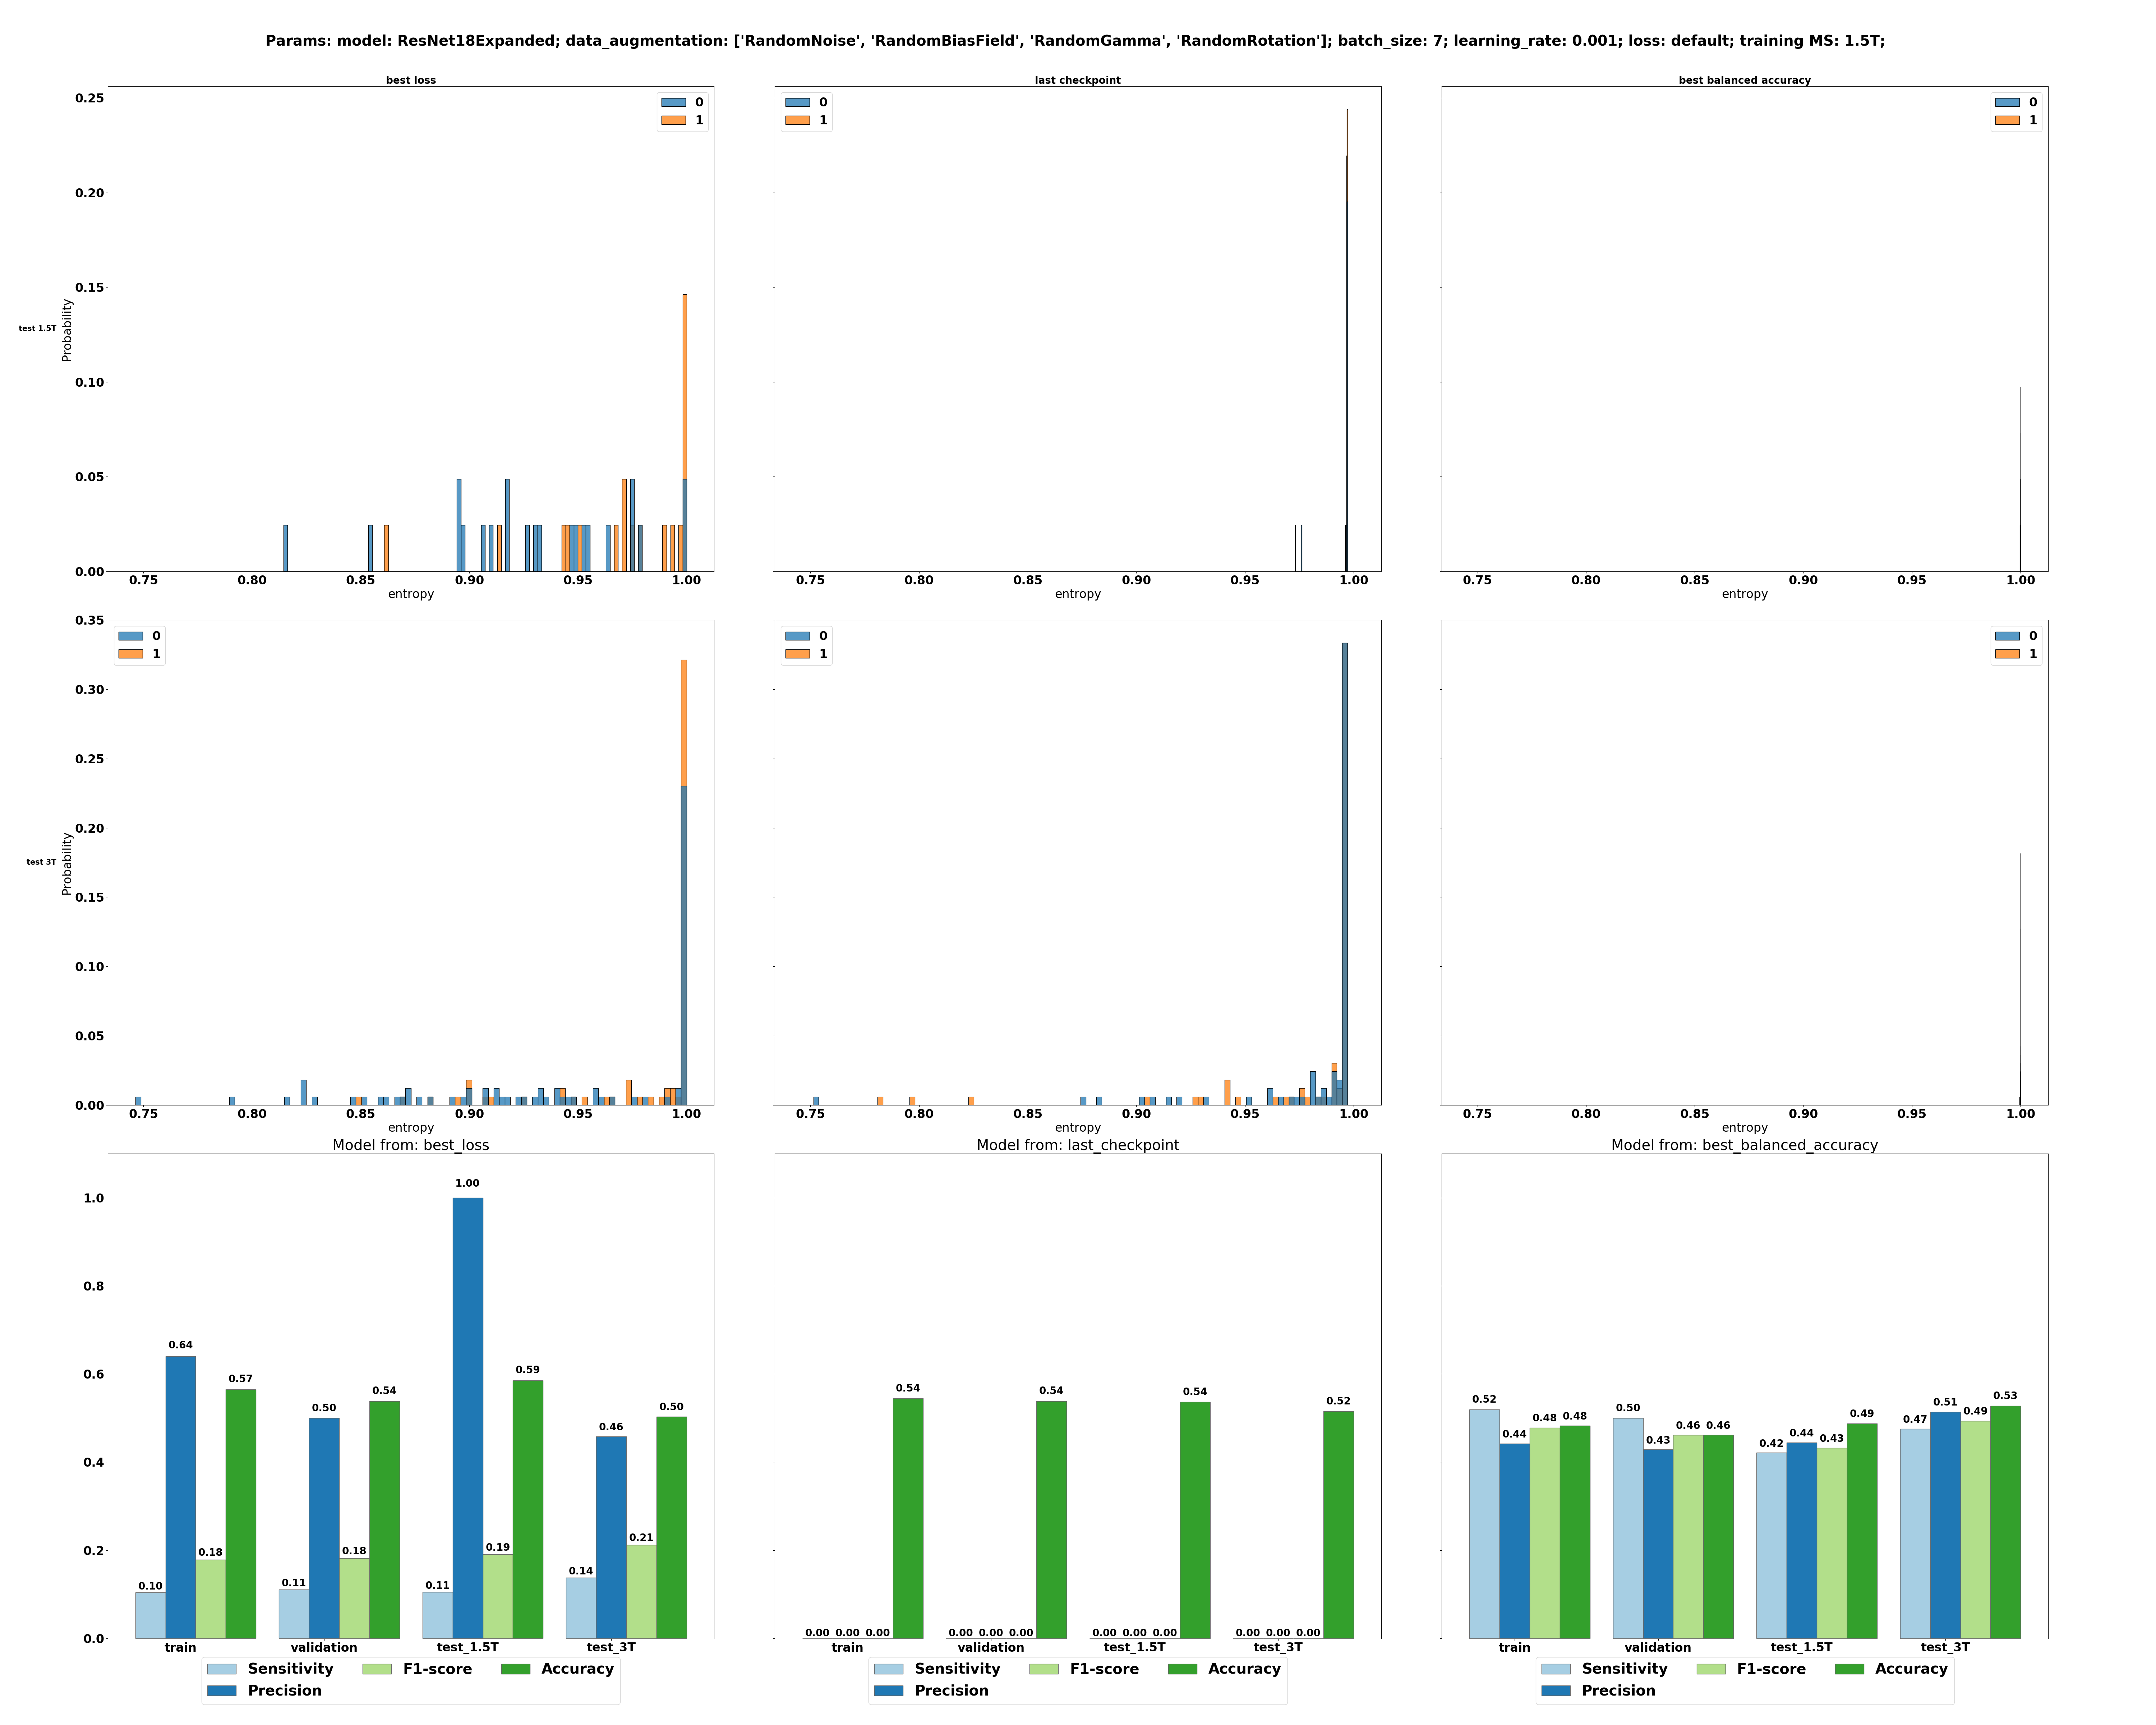 Params: model: ResNet18Expanded; data_augmentation: ['RandomNoise', 'RandomBiasField', 'RandomGamma', 'RandomRotation']; batch_size: 7; learning_rate: 0.001; loss: default; training MS: 1.5T;
best loss
last checkpoint
best balanced accuracy
0.25
0.20
0.15
0.10
0.05
0.00
test 1.5T
Probability
0
1
0
1
0
1
0.75 0.80 0.85 0.90 0.95 1.00
entropy
0.75 0.80 0.85 0.90 0.95 1.00
entropy
0.75 0.80 0.85 0.90 0.95 1.00
entropy
0.35
0.30
0.25
0.20
0.15
0.10
0.05
0.00
test 3T
Probability
0
1
0
1
0
1
0.75 0.80 0.85 0.90 0.95 1.00
entropy
0.75 0.80 0.85 0.90 0.95 1.00
entropy
0.75 0.80 0.85 0.90 0.95 1.00
entropy
Model from: best_loss
1.0
0.8
0.6
0.4
0.2
0.0
0.10 0.64 0.18 0.57
0.11 0.50 0.18 0.54
0.11 1.00 0.19 0.59
0.14 0.46 0.21 0.50
train validation test_1.5T test_3T
Sensitivity F1-score Accuracy
Precision
Model from: last_checkpoint
0.00 0.00 0.00 0.54
0.00 0.00 0.00 0.54
0.00 0.00 0.00 0.54
0.00 0.00 0.00 0.52
train validation test_1.5T test_3T
Sensitivity F1-score Accuracy
Precision
Model from: best_balanced_accuracy
0.52 0.44 0.48 0.48
0.50 0.43 0.46 0.46
0.42 0.44 0.43 0.49
0.47 0.51 0.49 0.53
train validation test_1.5T test_3T
Sensitivity F1-score Accuracy
Precision